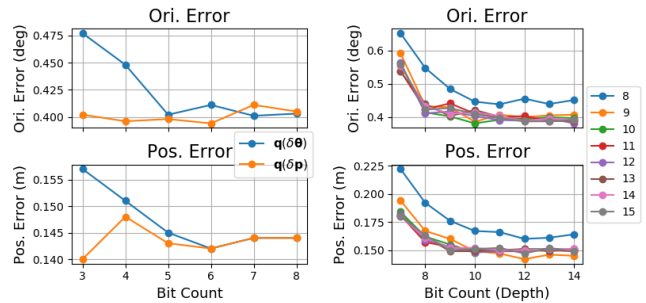 Ori. Error
Ori. Error (deg)
0.475
0.450
0.425
0.400
Pos. Error
Pos. Error (m)
0.155
0.150
0.145
0.140
3 4 5 6 7 8
Bit Count
q(δθ)
q(δp)
Ori. Error
Ori. Error (deg)
0.6
0.5
0.4
Pos. Error
Pos. Error (m)
0.225
0.200
0.175
0.150
8 10 12 14
Bit Count (Depth)
8
9
10
11
12
13
14
15